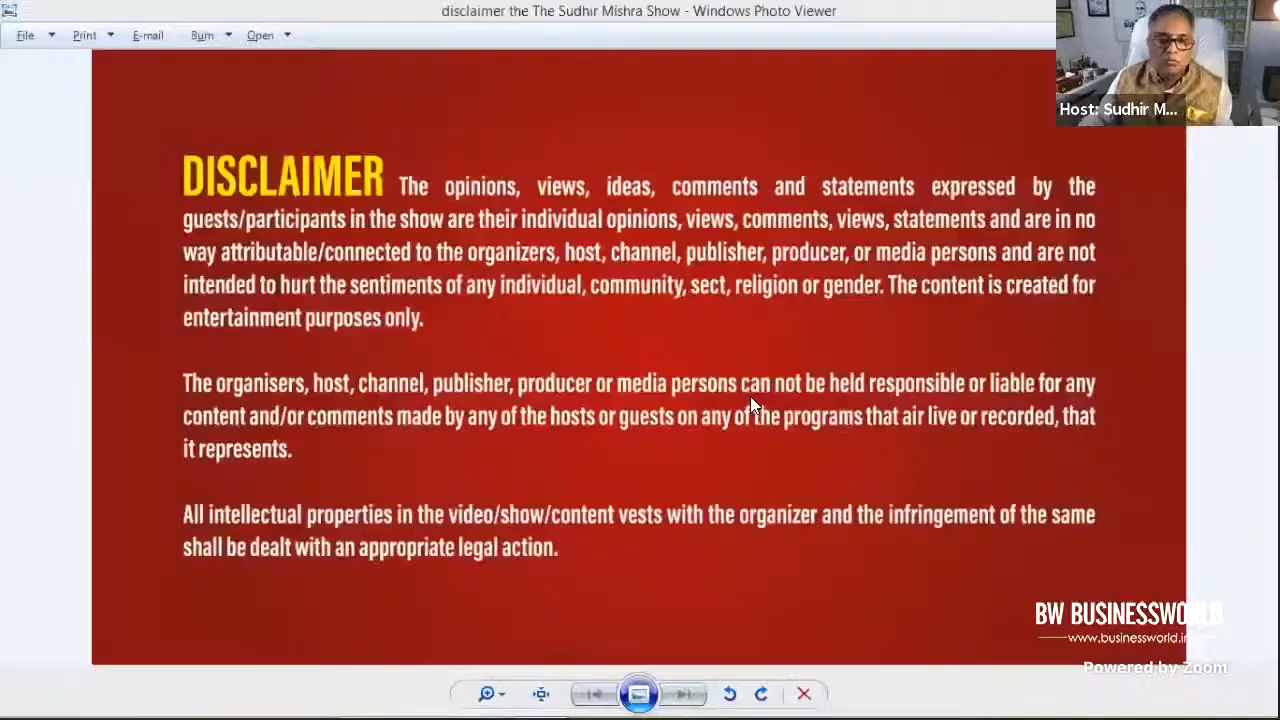 disclaimer the The Sudhir Mishra Show - Windows Photo Viewer
File Print E-mail Burn Open
Host: Sudhir M...
DISCLAIMER The opinions, views, ideas, comments and statements expressed by the
guests/participants in the show are their individual opinions, views, comments, views, statements and are in no
way attributable/connected to the organizers, host, channel, publisher, producer, or media persons and are not
intended to hurt the sentiments of any individual, community, sect, religion or gender. The content is created for
entertainment purposes only.
The organisers, host, channel, publisher, producer or media persons can not be held responsible or liable for any
content and/or comments made by any of the hosts or guests on any of the programs that air live or recorded, that
it represents.
All intellectual properties in the video/show/content vests with the organizer and the infringement of the same
shall be dealt with an appropriate legal action.
BW BUSINESSWORLD
www.businessworld.in
Powered by Zoom